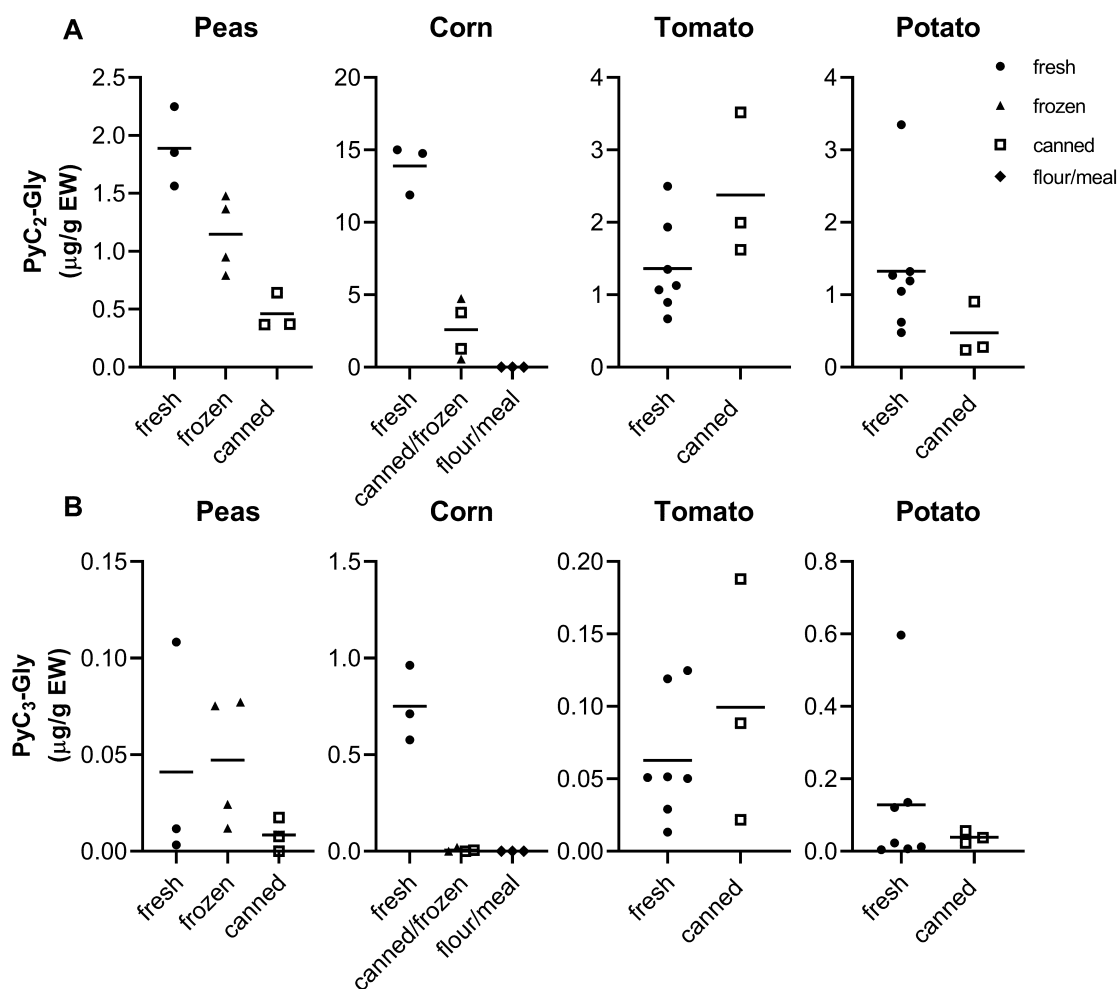 A
Peas
Corn
Tomato
Potato
fresh
frozen
canned
flour/meal
PyC2-Gly
(μg/g EW)
2.5
2.0
1.5
1.0
0.5
0.0
20
15
10
5
0
4
3
2
1
0
4
3
2
1
0
fresh
frozen
canned
fresh
canned/frozen
flour/meal
fresh
canned
fresh
canned
B
Peas
Corn
Tomato
Potato
PyC3-Gly
(μg/g EW)
0.15
0.10
0.05
0.00
1.5
1.0
0.5
0.0
0.20
0.15
0.10
0.05
0.00
0.8
0.6
0.4
0.2
0.0
fresh
frozen
canned
fresh
canned/frozen
flour/meal
fresh
canned
fresh
canned